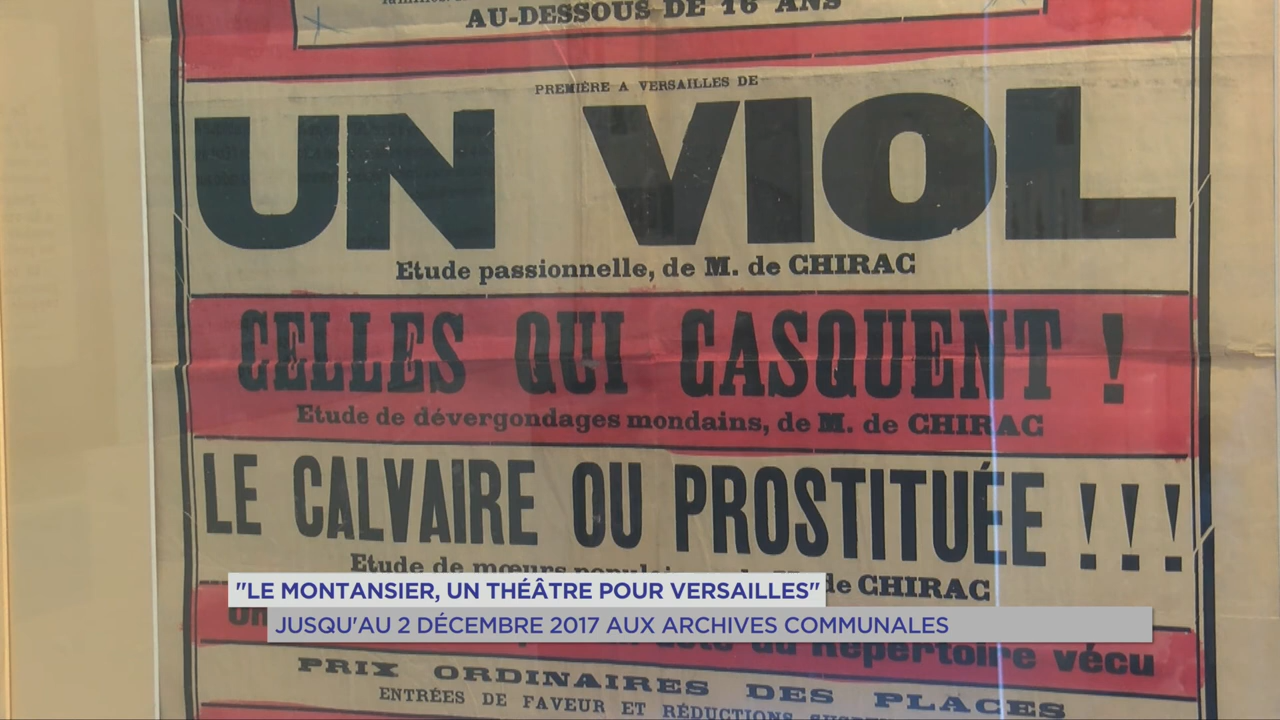 AU-DESSOUS DE 16 ANS
PREMIÈRE A VERSAILLES DE
UN VIOL
Etude passionnelle, de M. de CHIRAC
CELLES QUI CASQUENT !
Etude de dévergondages mondains, de M. de CHIRAC
LE CALVAIRE OU PROSTITUÉE !!!
Etude de mœurs de CHIRAC
"LE MONTANSIER, UN THÉÂTRE POUR VERSAILLES"
JUSQU'AU 2 DÉCEMBRE 2017 AUX ARCHIVES COMMUNALES
du Répertoire vécu
PRIX ORDINAIRES DES PLACES
ENTRÉES DE FAVEUR ET RÉDUCTIONS